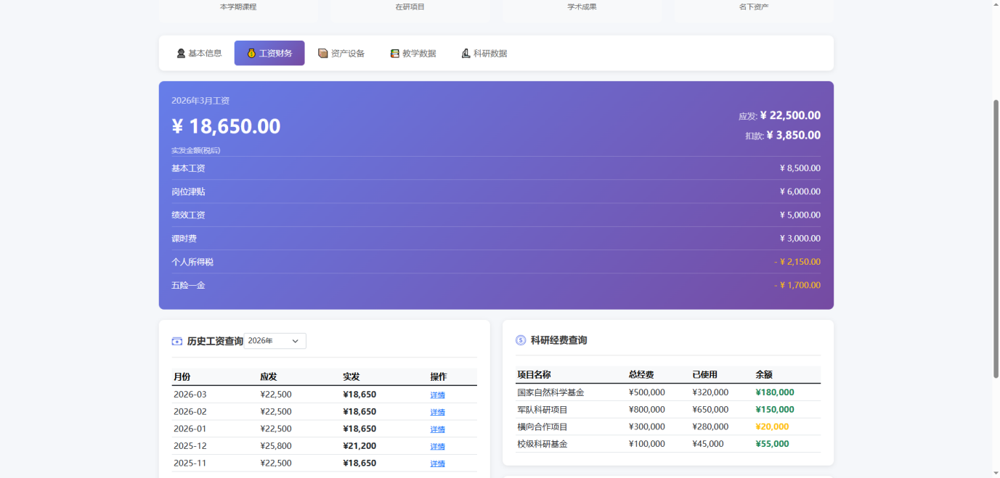 本学期课程 在研项目 学术成果 名下资产
基本信息 工资财务 资产设备 教学数据 科研数据
2026年3月工资
¥ 18,650.00
实发金额(税后)
应发: ¥ 22,500.00
扣款: ¥ 3,850.00
基本工资 ¥ 8,500.00
岗位津贴 ¥ 6,000.00
绩效工资 ¥ 5,000.00
课时费 ¥ 3,000.00
个人所得税 - ¥ 2,150.00
五险一金 - ¥ 1,700.00
历史工资查询 2026年
月份 应发 实发 操作
2026-03 ¥22,500 ¥18,650 详情
2026-02 ¥22,500 ¥18,650 详情
2026-01 ¥22,500 ¥18,650 详情
2025-12 ¥25,800 ¥21,200 详情
2025-11 ¥22,500 ¥18,650 详情
科研经费查询
项目名称 总经费 已使用 余额
国家自然科学基金 ¥500,000 ¥320,000 ¥180,000
军队科研项目 ¥800,000 ¥650,000 ¥150,000
横向合作项目 ¥300,000 ¥280,000 ¥20,000
校级科研基金 ¥100,000 ¥45,000 ¥55,000